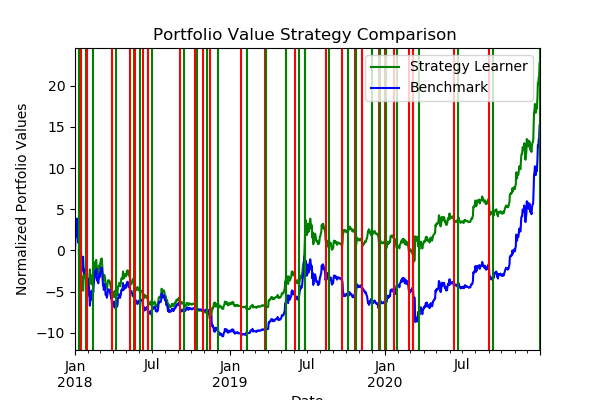 Portfolio Value Strategy Comparison
Strategy Learner
Benchmark
Normalized Portfolio Values
20
15
10
5
0
−5
−10
Jan Jul Jan Jul Jan Jul
2018 2019 2020
Date